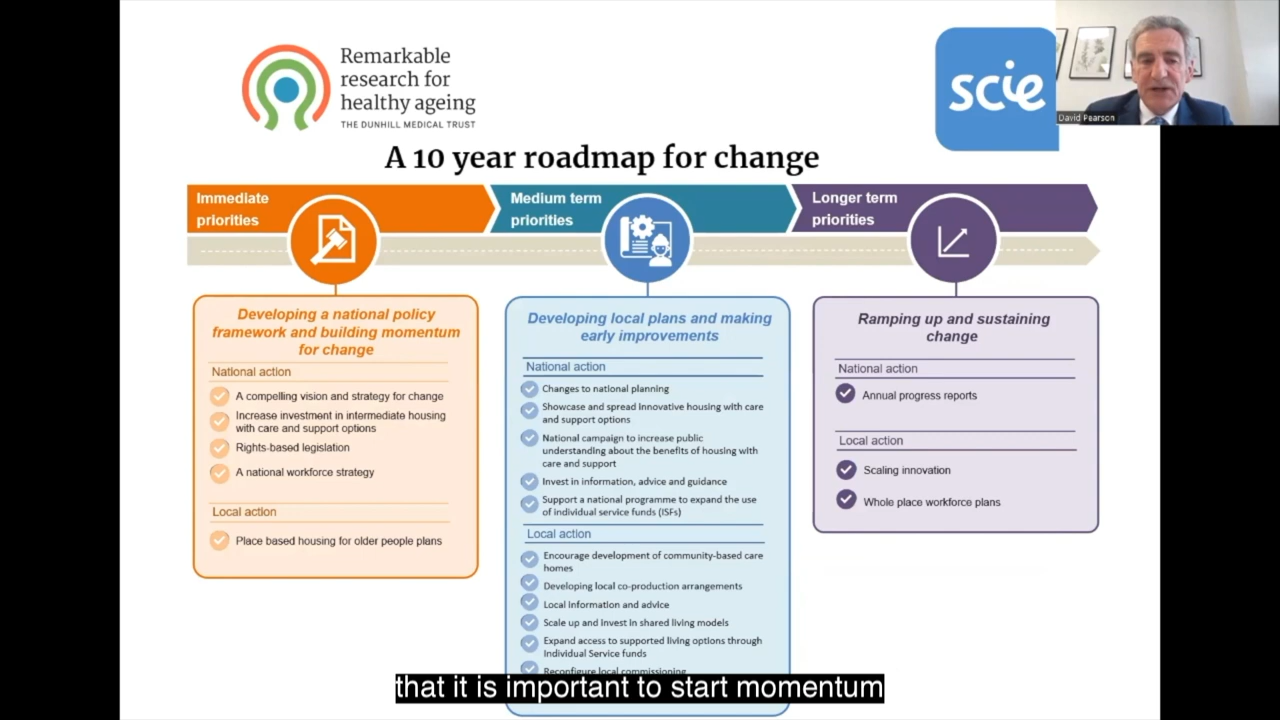 Remarkable
research for
healthy ageing
THE DUNHILL MEDICAL TRUST
scie
David Pearson
A 10 year roadmap for change
Immediate
priorities
Medium term
priorities
Longer term
priorities
Developing a national policy
framework and building momentum
for change
National action
A compelling vision and strategy for change
Increase investment in intermediate housing
with care and support options
Rights-based legislation
A national workforce strategy
Local action
Place based housing for older people plans
Developing local plans and making
early improvements
National action
Changes to national planning
Showcase and spread innovative housing with care
and support options
National campaign to increase public
understanding about the benefits of housing with
care and support
Invest in information, advice and guidance
Support a national programme to expand the use
of individual service funds (ISFs)
Local action
Encourage development of community-based care
homes
Developing local co-production arrangements
Local information and advice
Scale up and invest in shared living models
Expand access to supported living options through
Individual Service funds
Reconfigure local commissioning
Ramping up and sustaining
change
National action
Annual progress reports
Local action
Scaling innovation
Whole place workforce plans
that it is important to start momentum